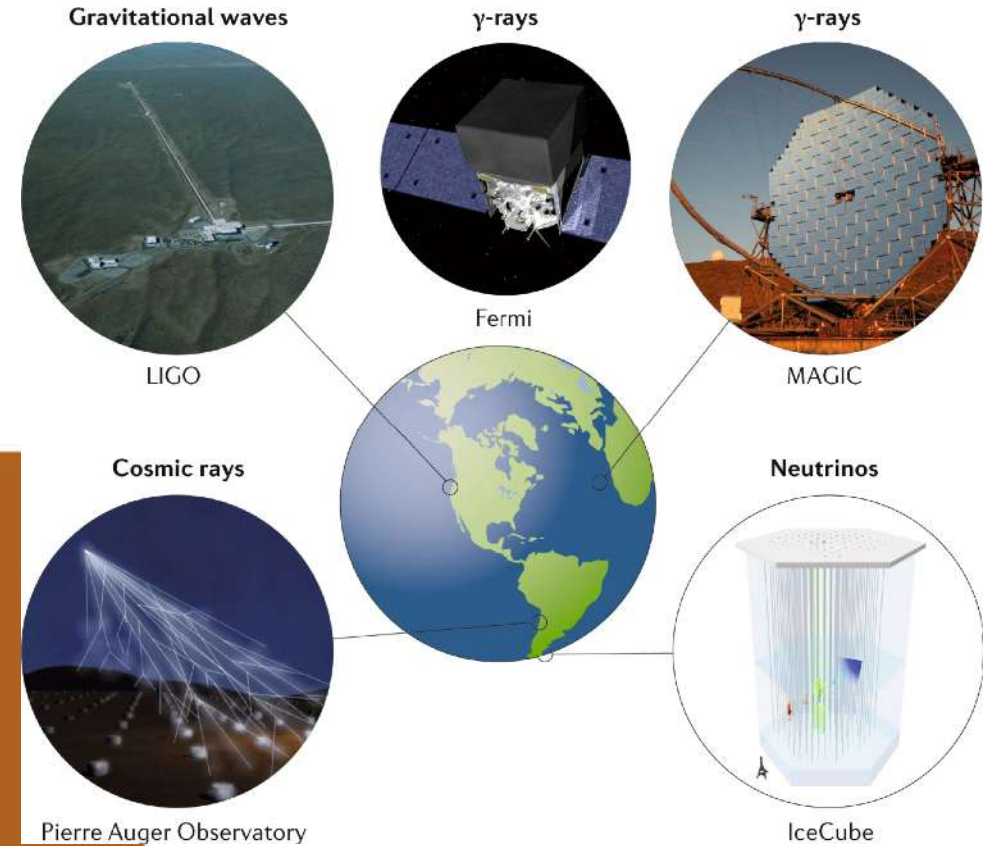 Gravitational waves
γ-rays
γ-rays
LIGO
Fermi
MAGIC
Cosmic rays
Neutrinos
Pierre Auger Observatory
IceCube